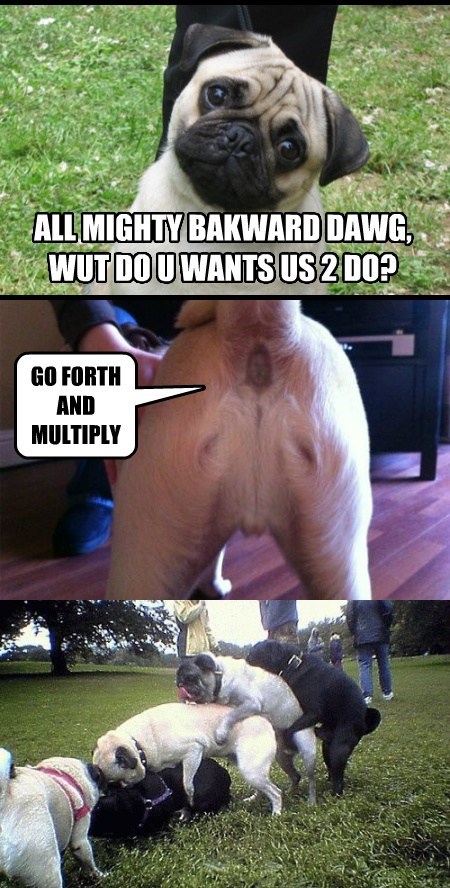 ALL MIGHTY BAKWARD DAWG,
WUT DO U WANTS US 2 DO?
GO FORTH
AND
MULTIPLY